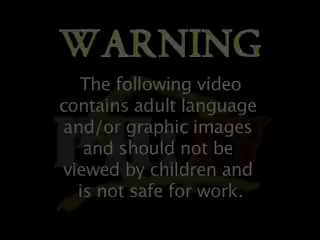 WARNING
The following video
contains adult language
and/or graphic images
and should not be
viewed by children and
is not safe for work.